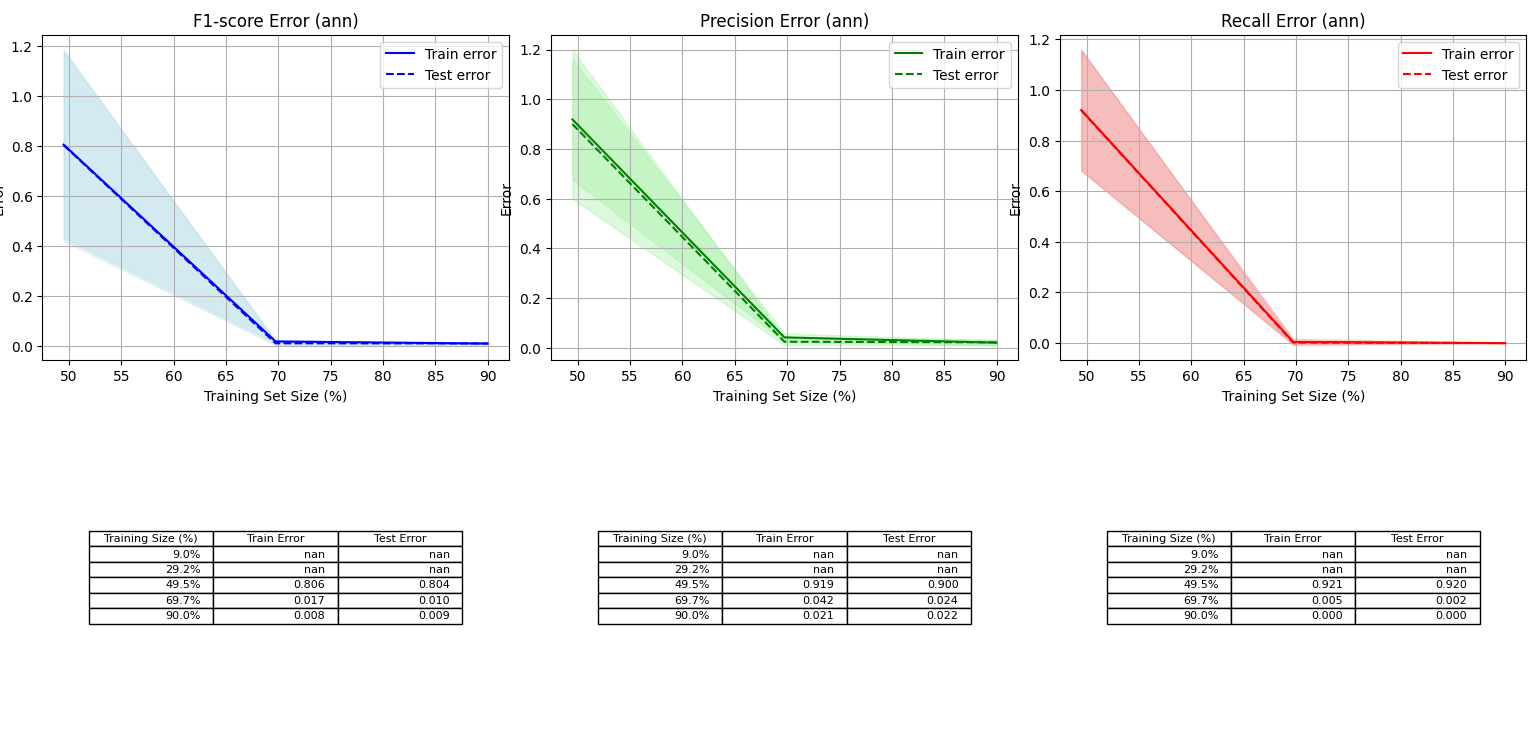 F1-score Error (ann)
Precision Error (ann)
Recall Error (ann)
1.2
1.0
0.8
0.6
0.4
0.2
0.0
Error
50 55 60 65 70 75 80 85 90
Training Set Size (%)
Train error
Test error
1.2
1.0
0.8
0.6
0.4
0.2
0.0
Error
50 55 60 65 70 75 80 85 90
Training Set Size (%)
Train error
Test error
1.2
1.0
0.8
0.6
0.4
0.2
0.0
Error
50 55 60 65 70 75 80 85 90
Training Set Size (%)
Train error
Test error
Training Size (%) Train Error Test Error
9.0% nan nan
29.2% nan nan
49.5% 0.806 0.804
69.7% 0.017 0.010
90.0% 0.008 0.009
Training Size (%) Train Error Test Error
9.0% nan nan
29.2% nan nan
49.5% 0.919 0.900
69.7% 0.042 0.024
90.0% 0.021 0.022
Training Size (%) Train Error Test Error
9.0% nan nan
29.2% nan nan
49.5% 0.921 0.920
69.7% 0.005 0.002
90.0% 0.000 0.000